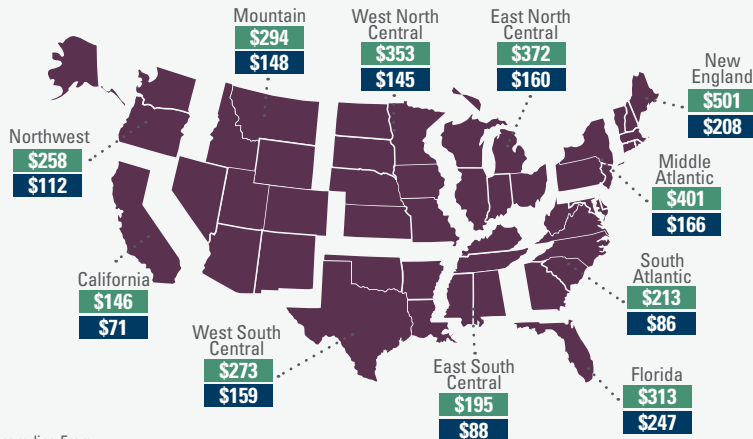 Mountain
$294
$148
West North
Central
$353
$145
East North
Central
$372
$160
New
England
$501
$208
Northwest
$258
$112
Middle
Atlantic
$401
$166
California
$146
$71
South
Atlantic
$213
$86
West South
Central
$273
$159
East South
Central
$195
$88
Florida
$313
$247